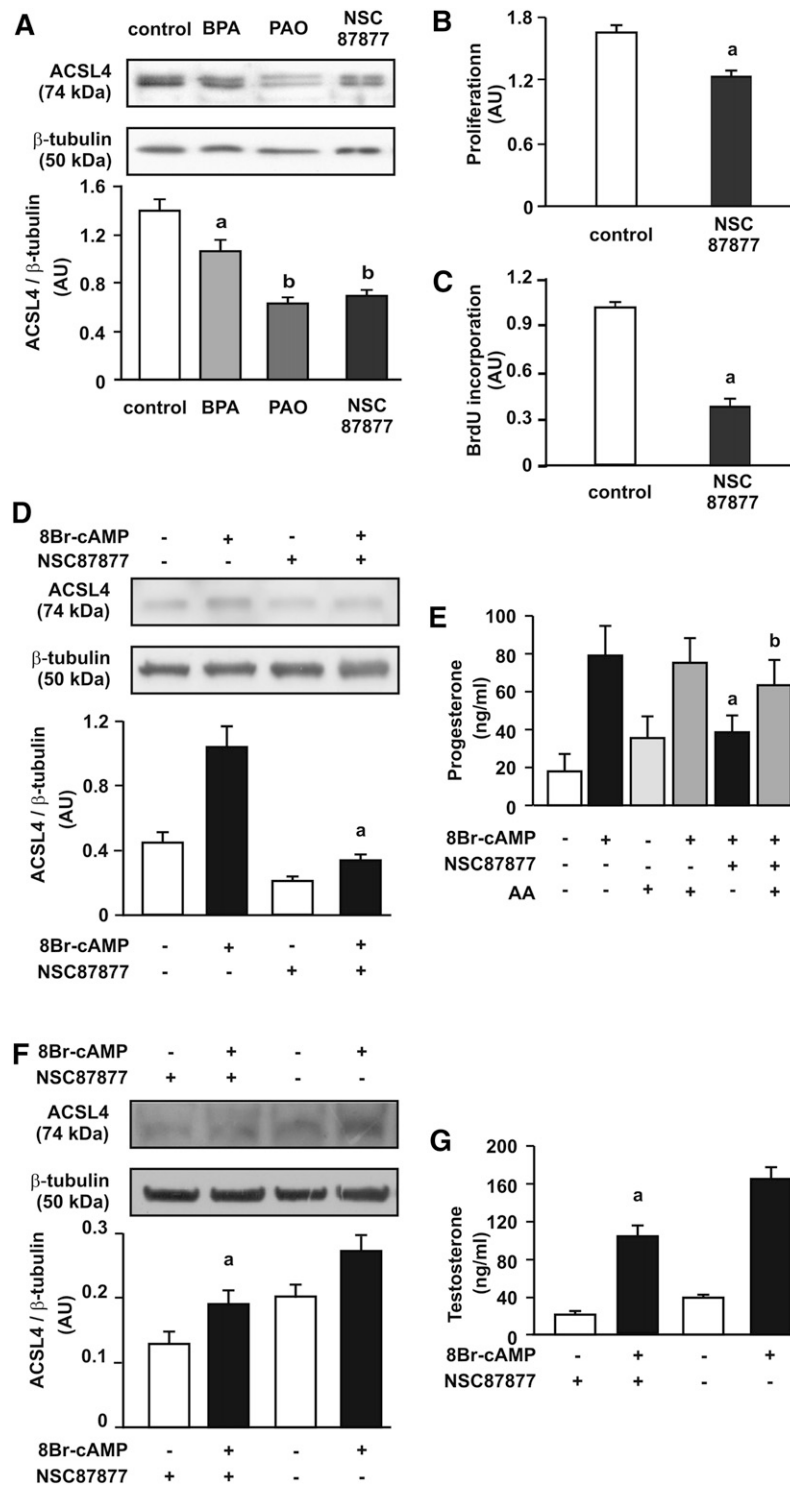 A
control BPA PAO NSC 87877
ACSL4
(74 kDa)
β-tubulin
(50 kDa)
ACSL4 / β-tubulin
(AU)
1.6
1.2
0.8
0.4
0
a
b
b
control BPA PAO NSC 87877
B
Proliferationn
(AU)
1.8
1.2
0.6
0
a
control NSC 87877
C
BrdU incorporation
(AU)
1.2
0.9
0.6
0.3
0
a
control NSC 87877
D
8Br-cAMP - + - +
NSC87877 - - + +
ACSL4
(74 kDa)
β-tubulin
(50 kDa)
ACSL4 / β-tubulin
(AU)
1.2
0.8
0.4
0
a
8Br-cAMP - + - +
NSC87877 - - + +
E
Progesterone
(ng/ml)
100
80
60
40
20
0
a
b
8Br-cAMP - + - + + +
NSC87877 - - - - + +
AA - - + + - +
F
8Br-cAMP - + - +
NSC87877 + + - -
ACSL4
(74 kDa)
β-tubulin
(50 kDa)
ACSL4 / β-tubulin
(AU)
0.3
0.2
0.1
0
a
8Br-cAMP - + - +
NSC87877 + + - -
G
Testosterone
(ng/ml)
200
160
120
80
40
0
a
8Br-cAMP - + - +
NSC87877 + + - -